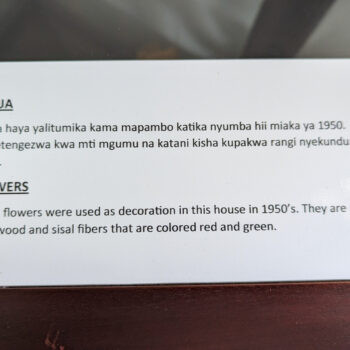 UA
haya yalitumika kama mapambo katika nyumba hii miaka ya 1950.
tengezwa kwa mti mgumu na katani kisha kupakwa rangi nyekundu
.
WERS
flowers were used as decoration in this house in 1950's. They are
wood and sisal fibers that are colored red and green.